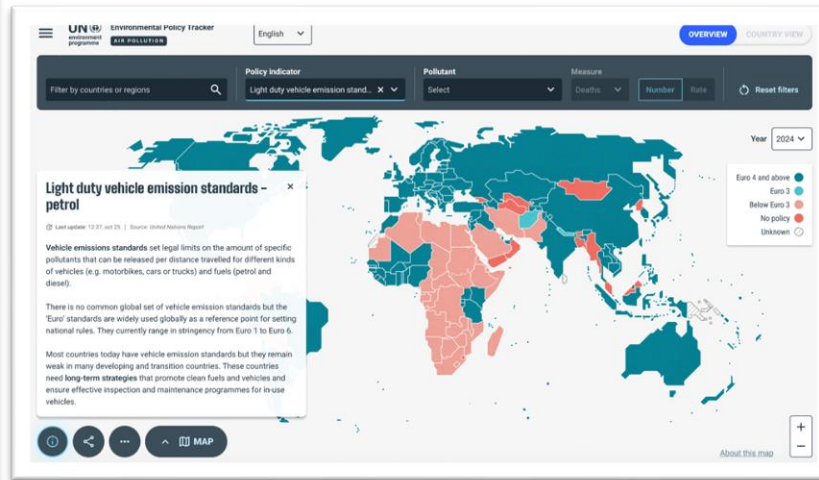 UN
environment
programme
Environmental Policy Tracker
AIR POLLUTION
English
OVERVIEW
COUNTRY VIEW
Filter by countries or regions
Policy indicator
Light duty vehicle emission stand...
Pollutant
Select
Measure
Deaths
Number
Rate
Reset filters
Year
2024
Euro 4 and above
Euro 3
Below Euro 3
No policy
Unknown
Light duty vehicle emission standards –
petrol
Last update: 12:37, oct 25 | Source: United Nations Report
Vehicle emissions standards set legal limits on the amount of specific
pollutants that can be released per distance travelled for different kinds
of vehicles (e.g. motorbikes, cars or trucks) and fuels (petrol and
diesel).
There is no common global set of vehicle emission standards but the
'Euro' standards are widely used globally as a reference point for setting
national rules. They currently range in stringency from Euro 1 to Euro 6.
Most countries today have vehicle emission standards but they remain
weak in many developing and transition countries. These countries
need long-term strategies that promote clean fuels and vehicles and
ensure effective inspection and maintenance programmes for in-use
vehicles.
MAP
About this map